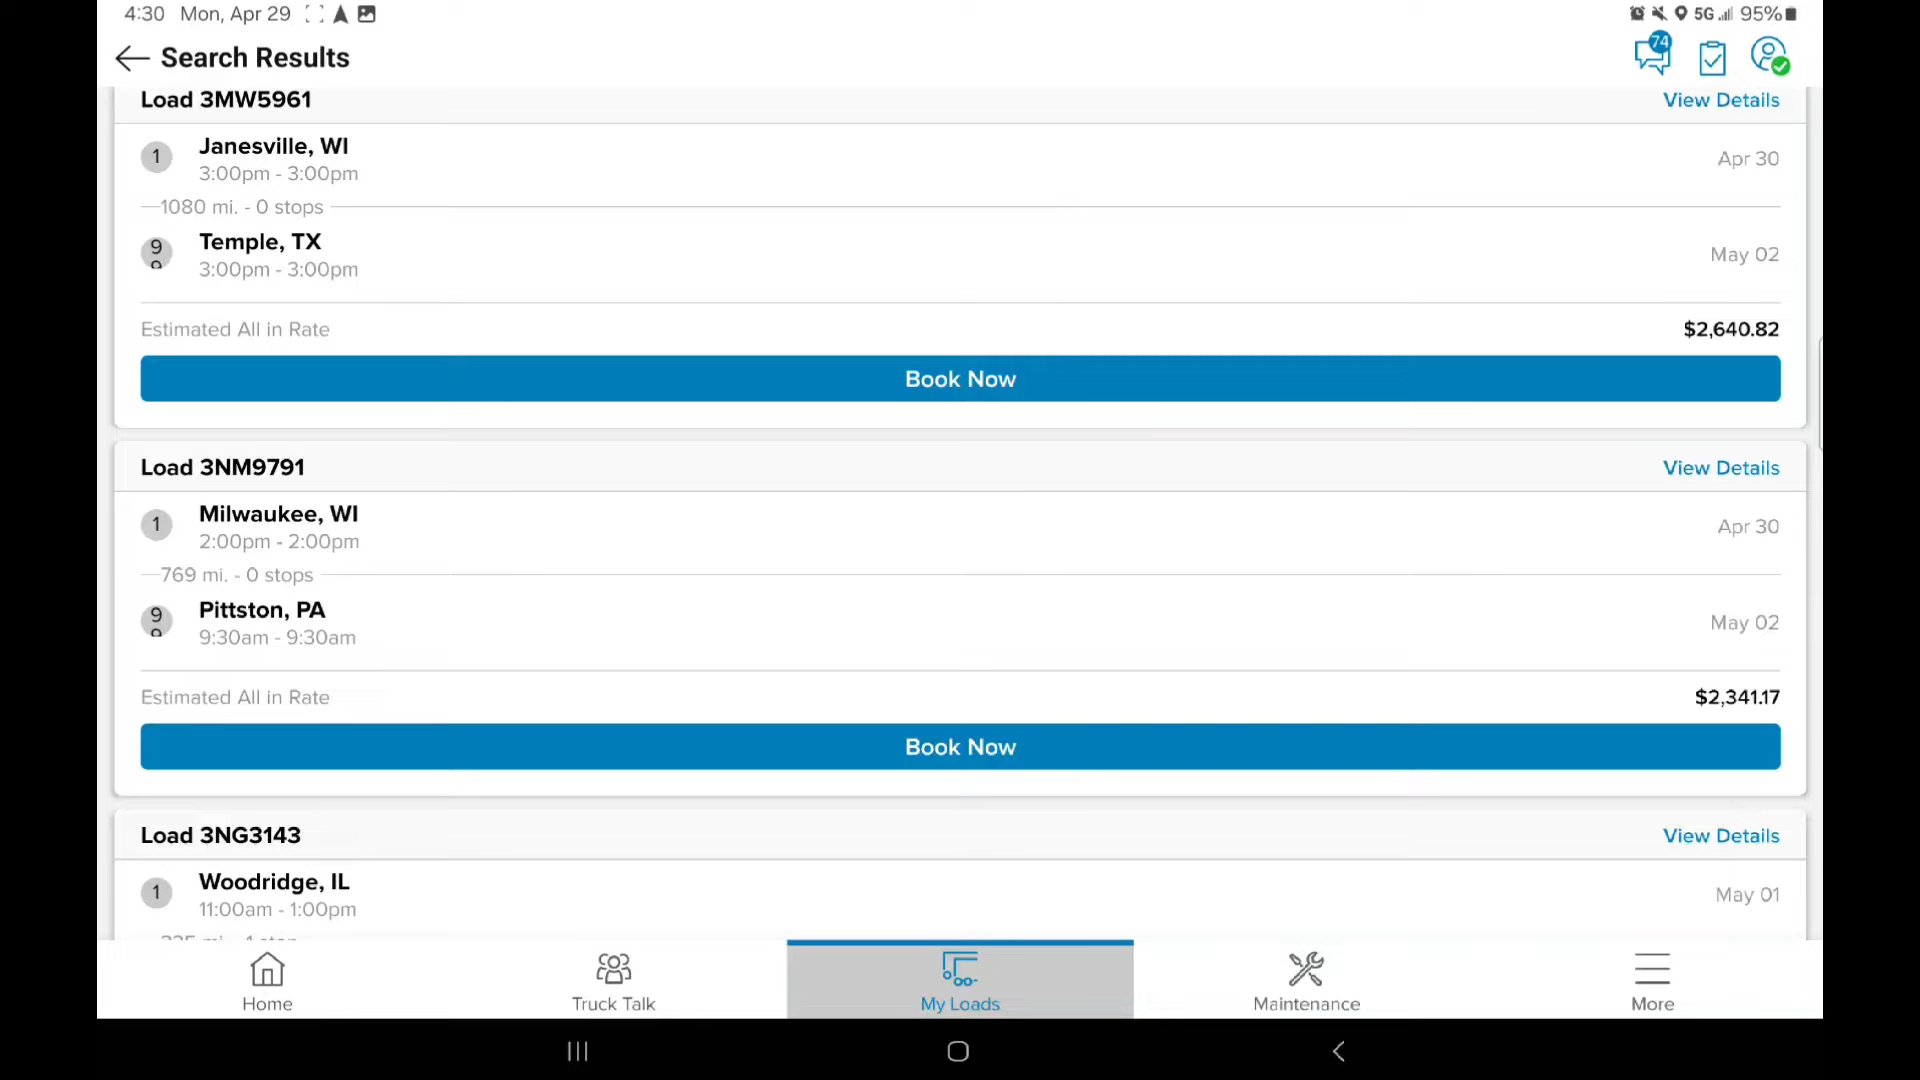 4:30 Mon, Apr 29
5G 95%
Search Results
74
Load 3MW5961 View Details
1 Janesville, WI
Apr 30
3:00pm - 3:00pm
1080 mi. - 0 stops
9 Temple, TX
May 02
3:00pm - 3:00pm
Estimated All in Rate $2,640.82
Book Now
Load 3NM9791 View Details
1 Milwaukee, WI
Apr 30
2:00pm - 2:00pm
769 mi. - 0 stops
9 Pittston, PA
May 02
9:30am - 9:30am
Estimated All in Rate $2,341.17
Book Now
Load 3NG3143 View Details
1 Woodridge, IL
May 01
11:00am - 1:00pm
Home Truck Talk My Loads Maintenance More